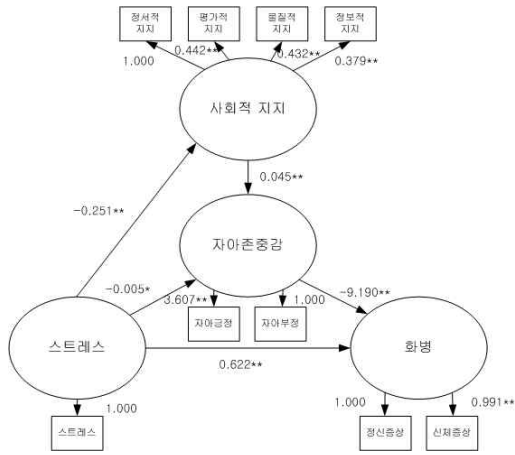 정서적
지지
평가적
지지
물질적
지지
정보적
지지
1.000
0.442**
0.432**
0.379**
사회적 지지
0.045**
-0.251**
자아존중감
-0.005*
3.607**
1.000
-9.190**
자아긍정
자아부정
스트레스
0.622**
화병
1.000
1.000
0.991**
스트레스
정신증상
신체증상